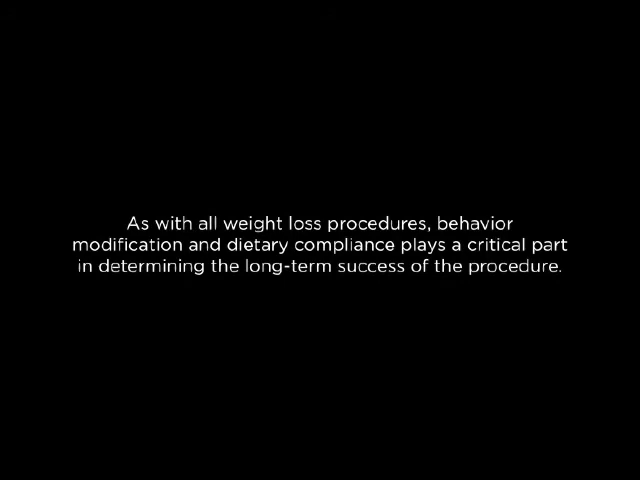 As with all weight loss procedures, behavior
modification and dietary compliance plays a critical part
in determining the long-term success of the procedure.